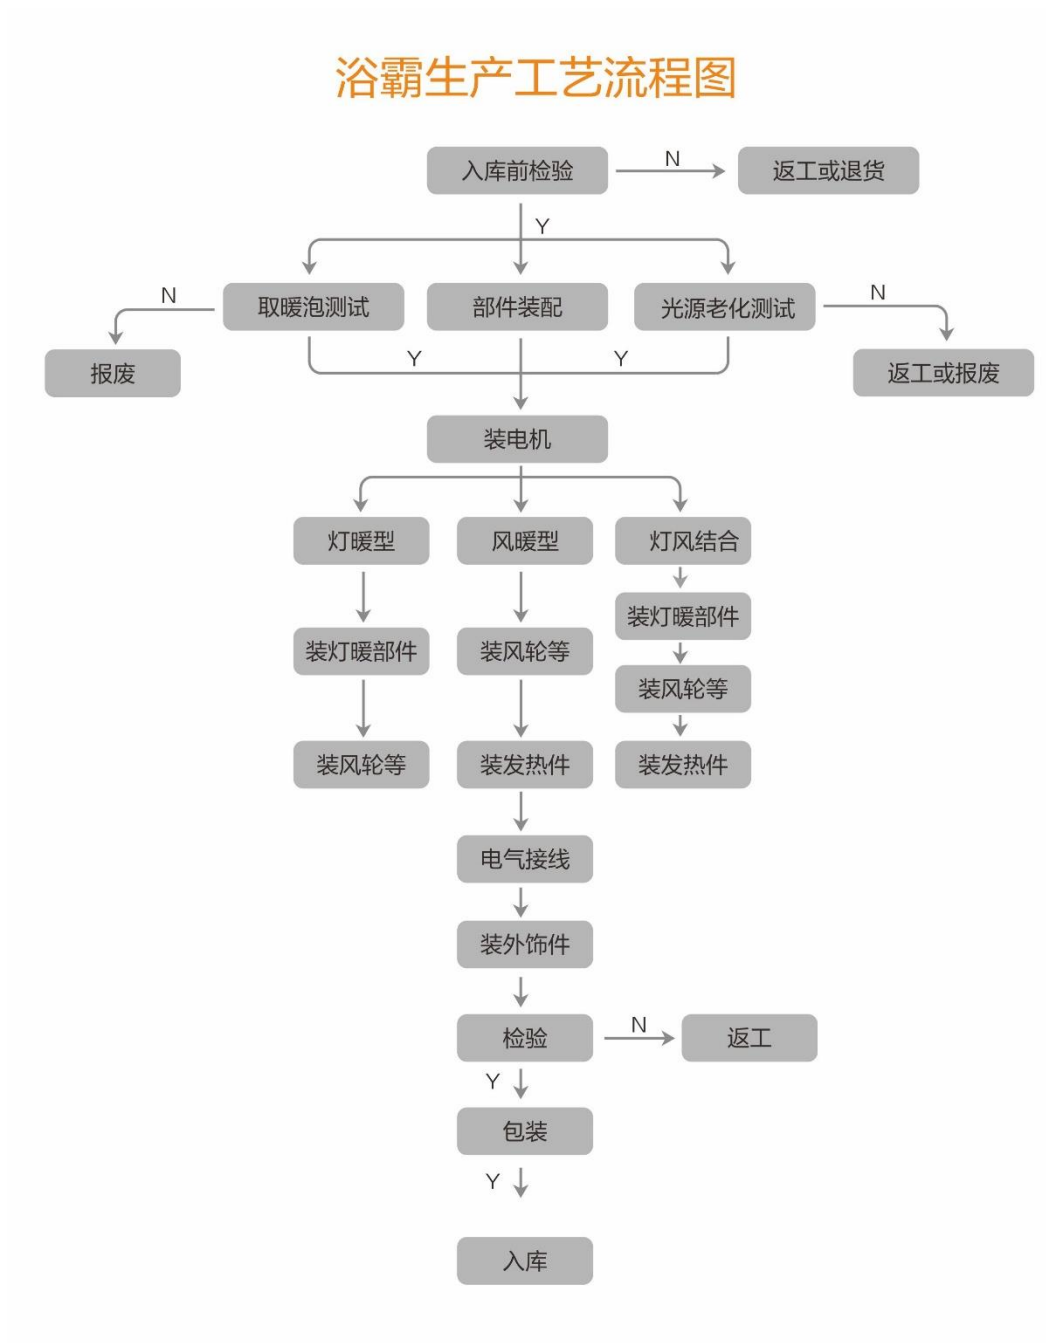 浴霸生产工艺流程图
入库前检验
N
返工或退货
Y
取暖泡测试
部件装配
光源老化测试
N
N
报废
Y
Y
返工或报废
装电机
灯暖型
风暖型
灯风结合
装灯暖部件
装灯暖部件
装风轮等
装风轮等
装风轮等
装发热件
装发热件
电气接线
装外饰件
检验
N
返工
Y
包装
Y
入库